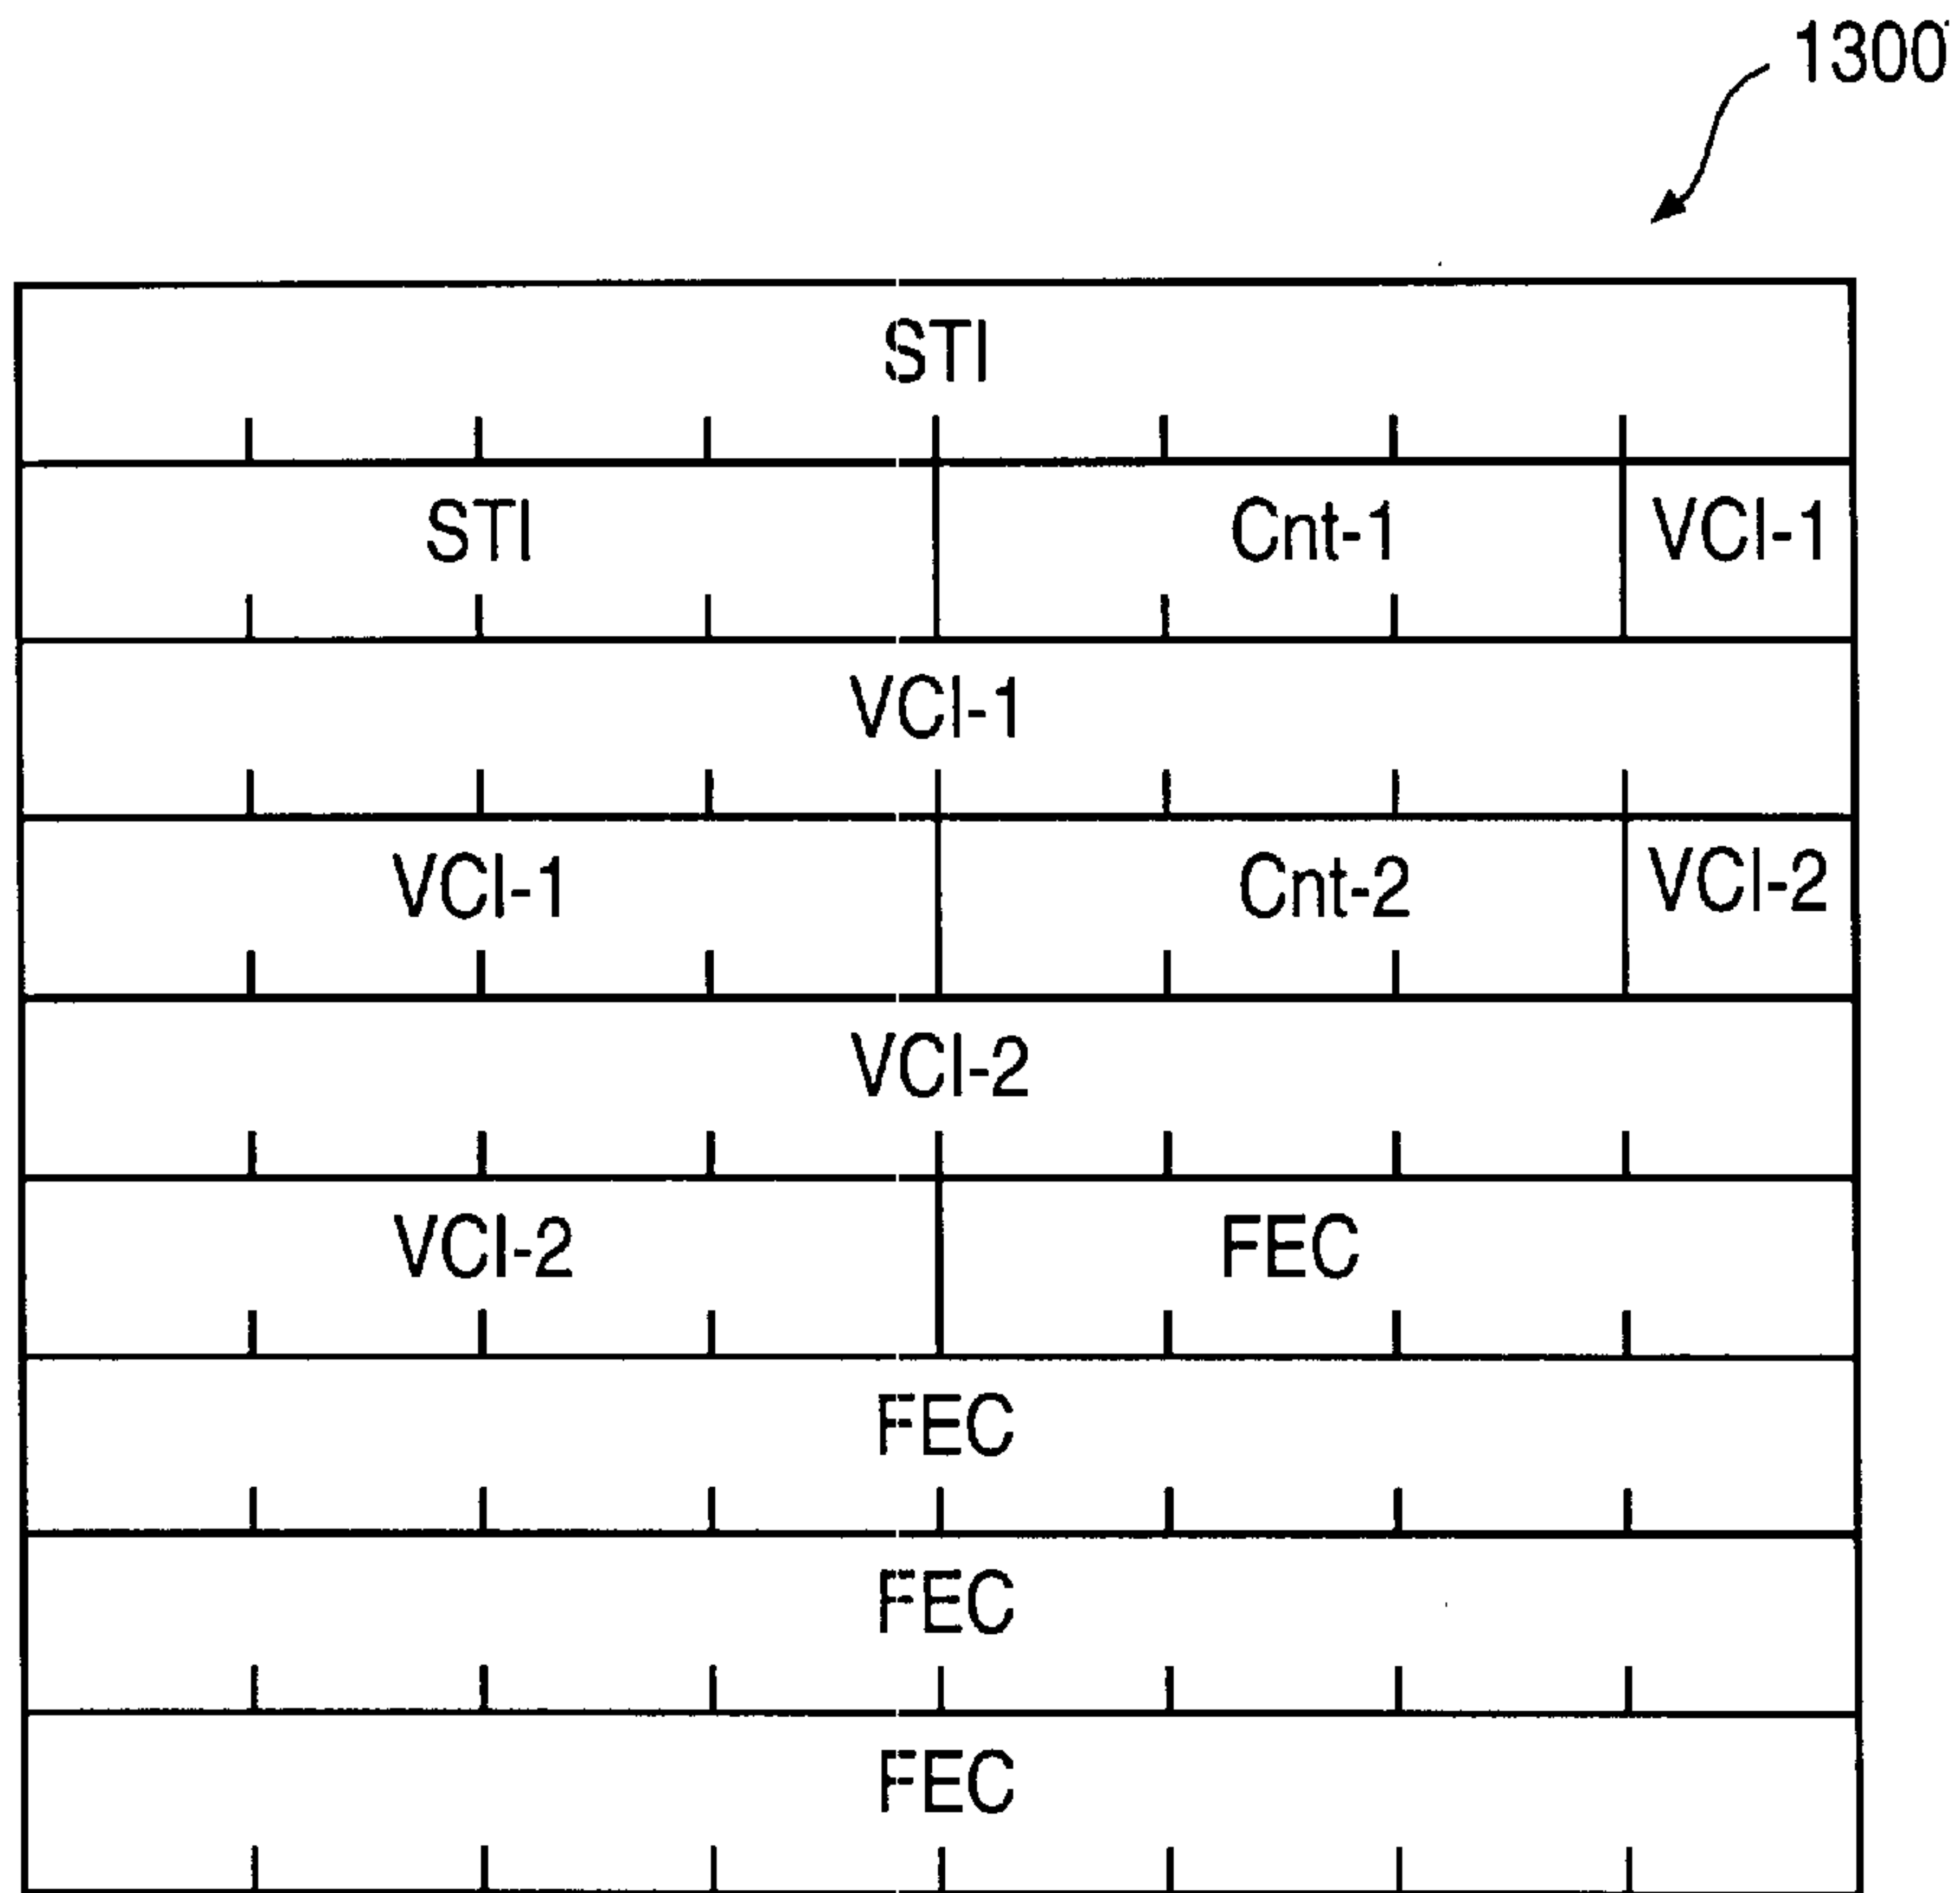 1300
STI
STI Cnt-1 VCI-1
VCI-1
VCI-1 Cnt-2 VCI-2
VCI-2
VCI-2 FEC
FEC
FEC
FEC